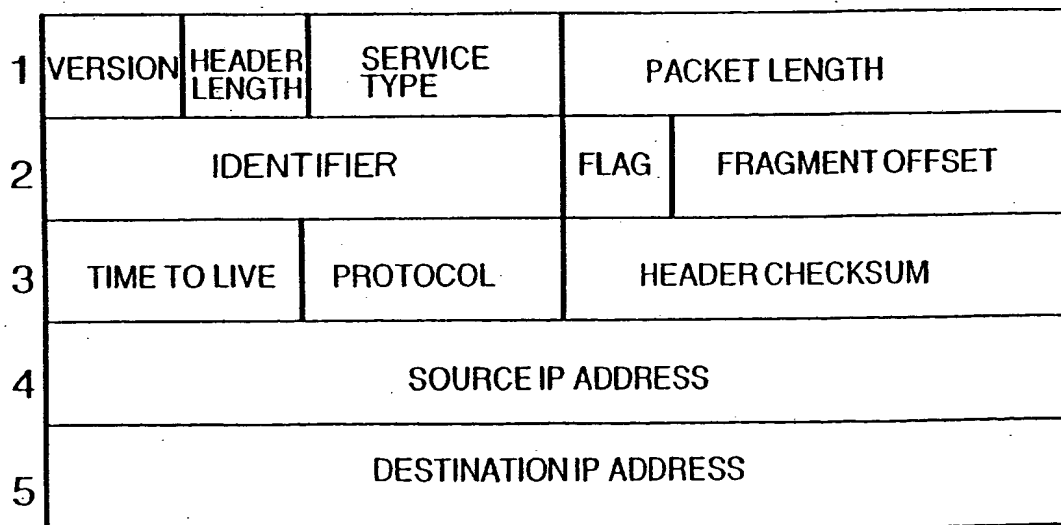 1 VERSION HEADER LENGTH SERVICE TYPE PACKET LENGTH
2 IDENTIFIER FLAG FRAGMENT OFFSET
3 TIME TO LIVE PROTOCOL HEADER CHECKSUM
4 SOURCE IP ADDRESS
5 DESTINATION IP ADDRESS